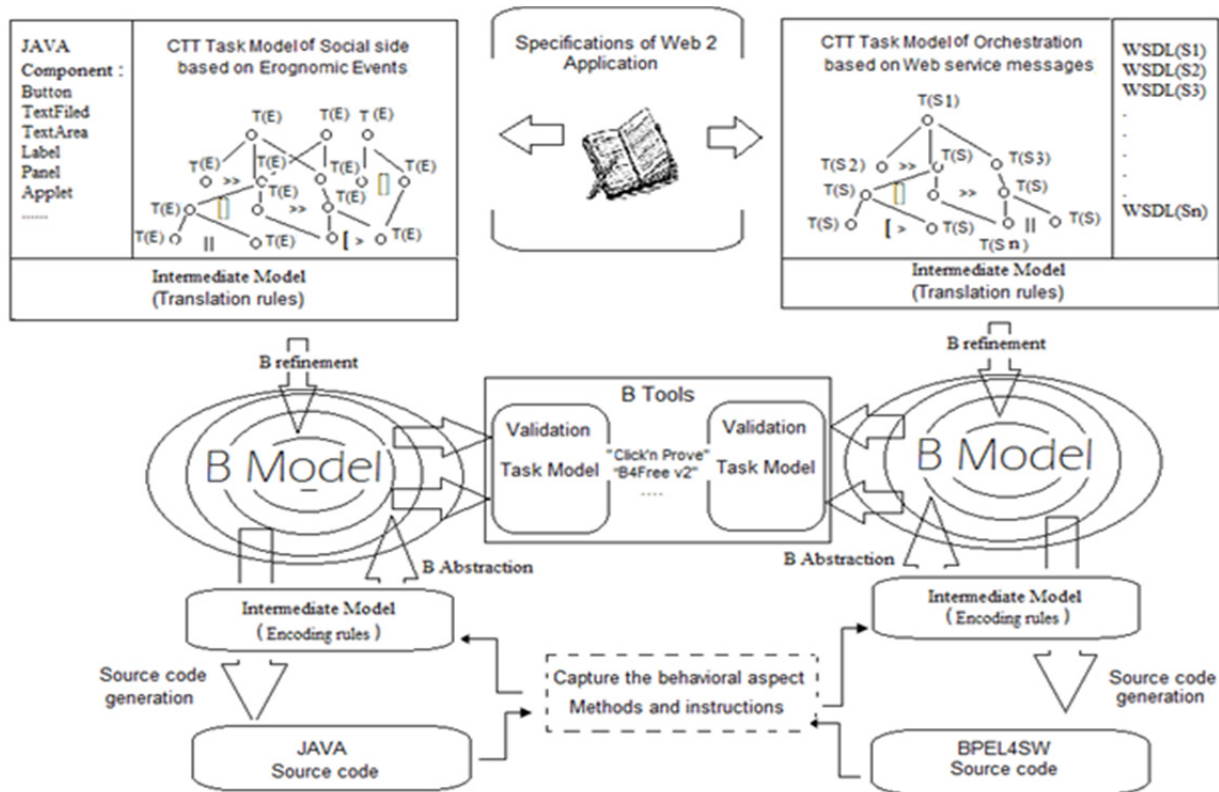 JAVA
Component :
Button
TextFiled
TextArea
Label
Panel
Applet
......
CTT Task Model of Social side
based on Erognomic Events
T(E) T(E) T(E)
T(E) T(E) T(E) T(E)
>> T(E) T(E) []
T(E) [] >>
T(E) || T(E) [ > T(E)
Intermediate Model
(Translation rules)
Specifications of Web 2
Application
CTT Task Model of Orchestration
based on Web service messages
T(S1)
T(S2) >> T(S) T(S3)
T(S) [] >> T(S)
T(S) [ > T(S) || T(S)
T(Sn)
WSDL(S1)
WSDL(S2)
WSDL(S3)
.
.
.
.
.
WSDL(Sn)
Intermediate Model
(Translation rules)
B refinement
B refinement
B Model
B Tools
Validation
Task Model
"Click'n Prove"
"B4Free v2"
....
Validation
Task Model
B Model
B Abstraction
B Abstraction
Intermediate Model
( Encoding rules )
Intermediate Model
( Encoding rules )
Source code
generation
Capture the behavioral aspect
Methods and instructions
Source code
generation
JAVA
Source code
BPEL4SW
Source code